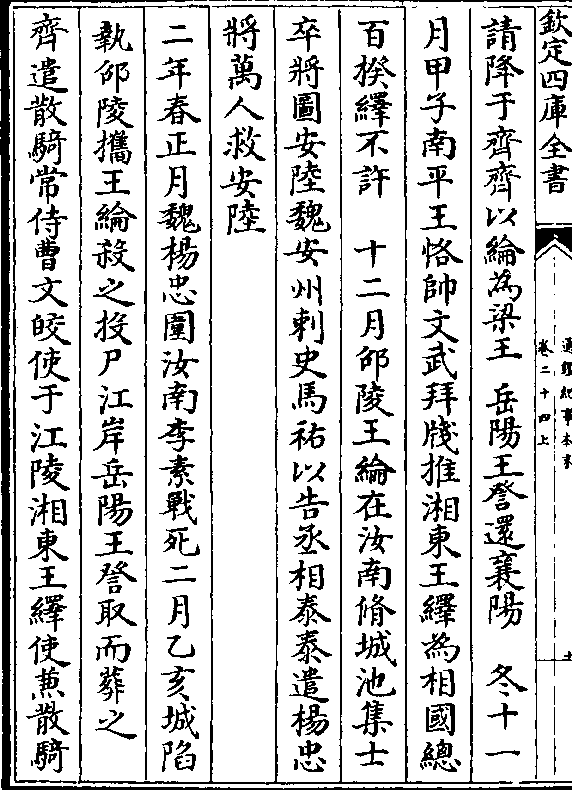 欽定四庫全書
通鑑紀事本末
卷二十四上
請降于齊齊以綸為梁王　岳陽王詧還襄陽　冬十一
月甲子南平王恪帥文武拜牋推湘東王繹為相國總
百揆繹不許　十二月邵陵王綸在汝南脩城池集士
卒將圖安陸魏安州刺史馬祐以告丞相泰泰遣楊忠
將萬人救安陸
二年春正月魏楊忠圍汝南李素戰死二月乙亥城陷
執邵陵攜王綸殺之投尸江岸岳陽王詧取而葬之
齊遣散騎常侍曹文皎使于江陵湘東王繹使兼散騎